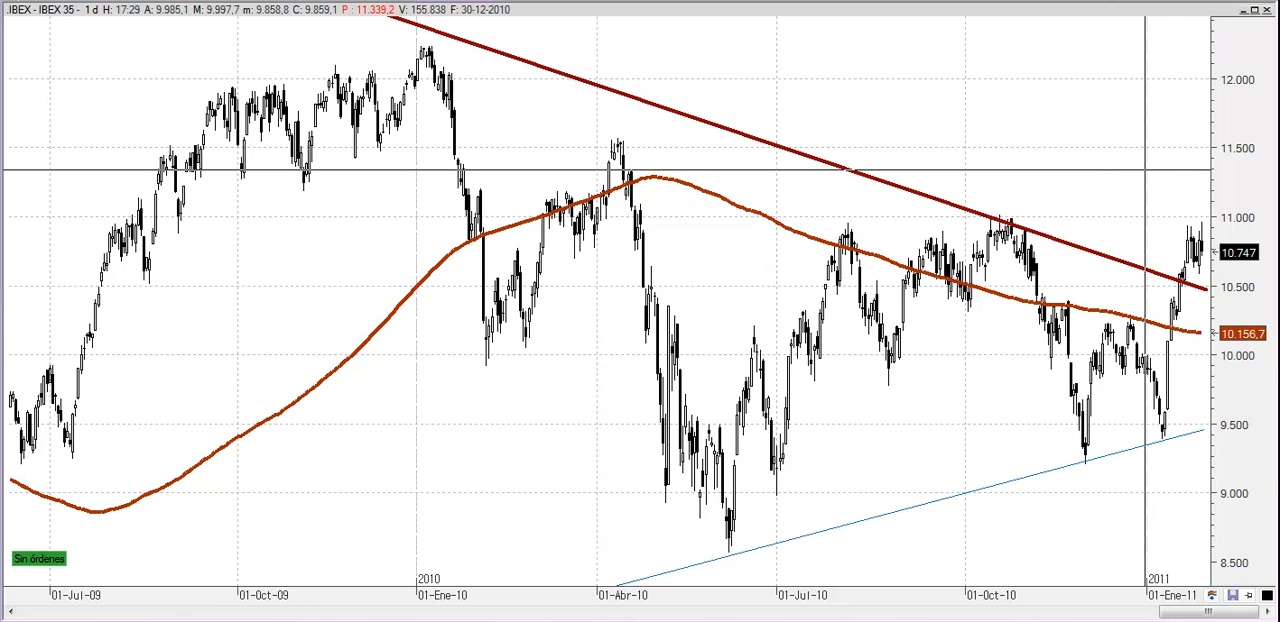 .IBEX - IBEX 35 - 1 d H: 17:29 A: 9.985,1 M: 9.997,7 m: 9.858,8 C: 9.859,1 P : 11.339,2 V: 155.838 F: 30-12-2010
12.000
11.500
11.000
10.747
10.500
10.156,7
10.000
9.500
9.000
8.500
Sin órdenes
2010
2011
01-Jul-09
01-Oct-09
01-Ene-10
01-Abr-10
01-Jul-10
01-Oct-10
01-Ene-11